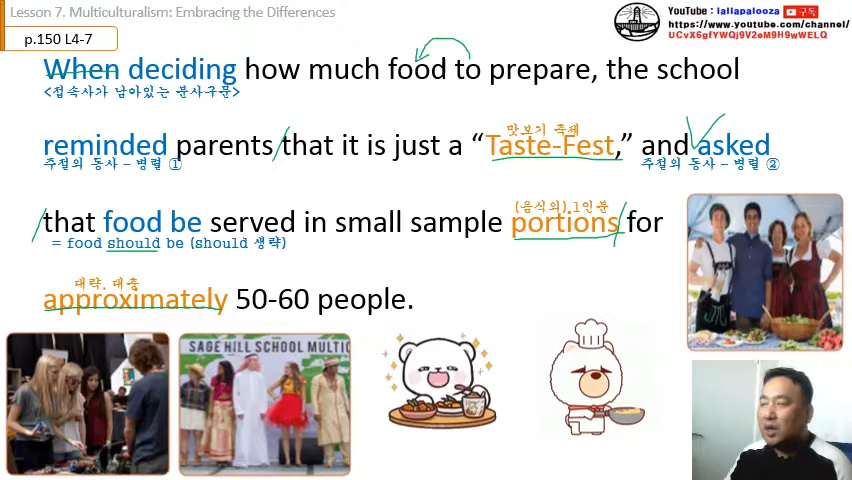 Lesson 7. Multiculturalism: Embracing the Differences
YouTube : lallapalooza 구독
https://www.youtube.com/channel/
UCvX6gfYWQj9V2eM9H9wWELQ
p.150 L4-7
When deciding how much food to prepare, the school
<접속사가 남아있는 분사구문>
맛보기 축제
reminded parents that it is just a “Taste-Fest,” and asked
주절의 동사 – 병렬 ①
주절의 동사 – 병렬 ②
(음식의) 1인분
that food be served in small sample portions for
= food should be (should 생략)
대략, 대충
approximately 50-60 people.
SAGE HILL SCHOOL MULTIC